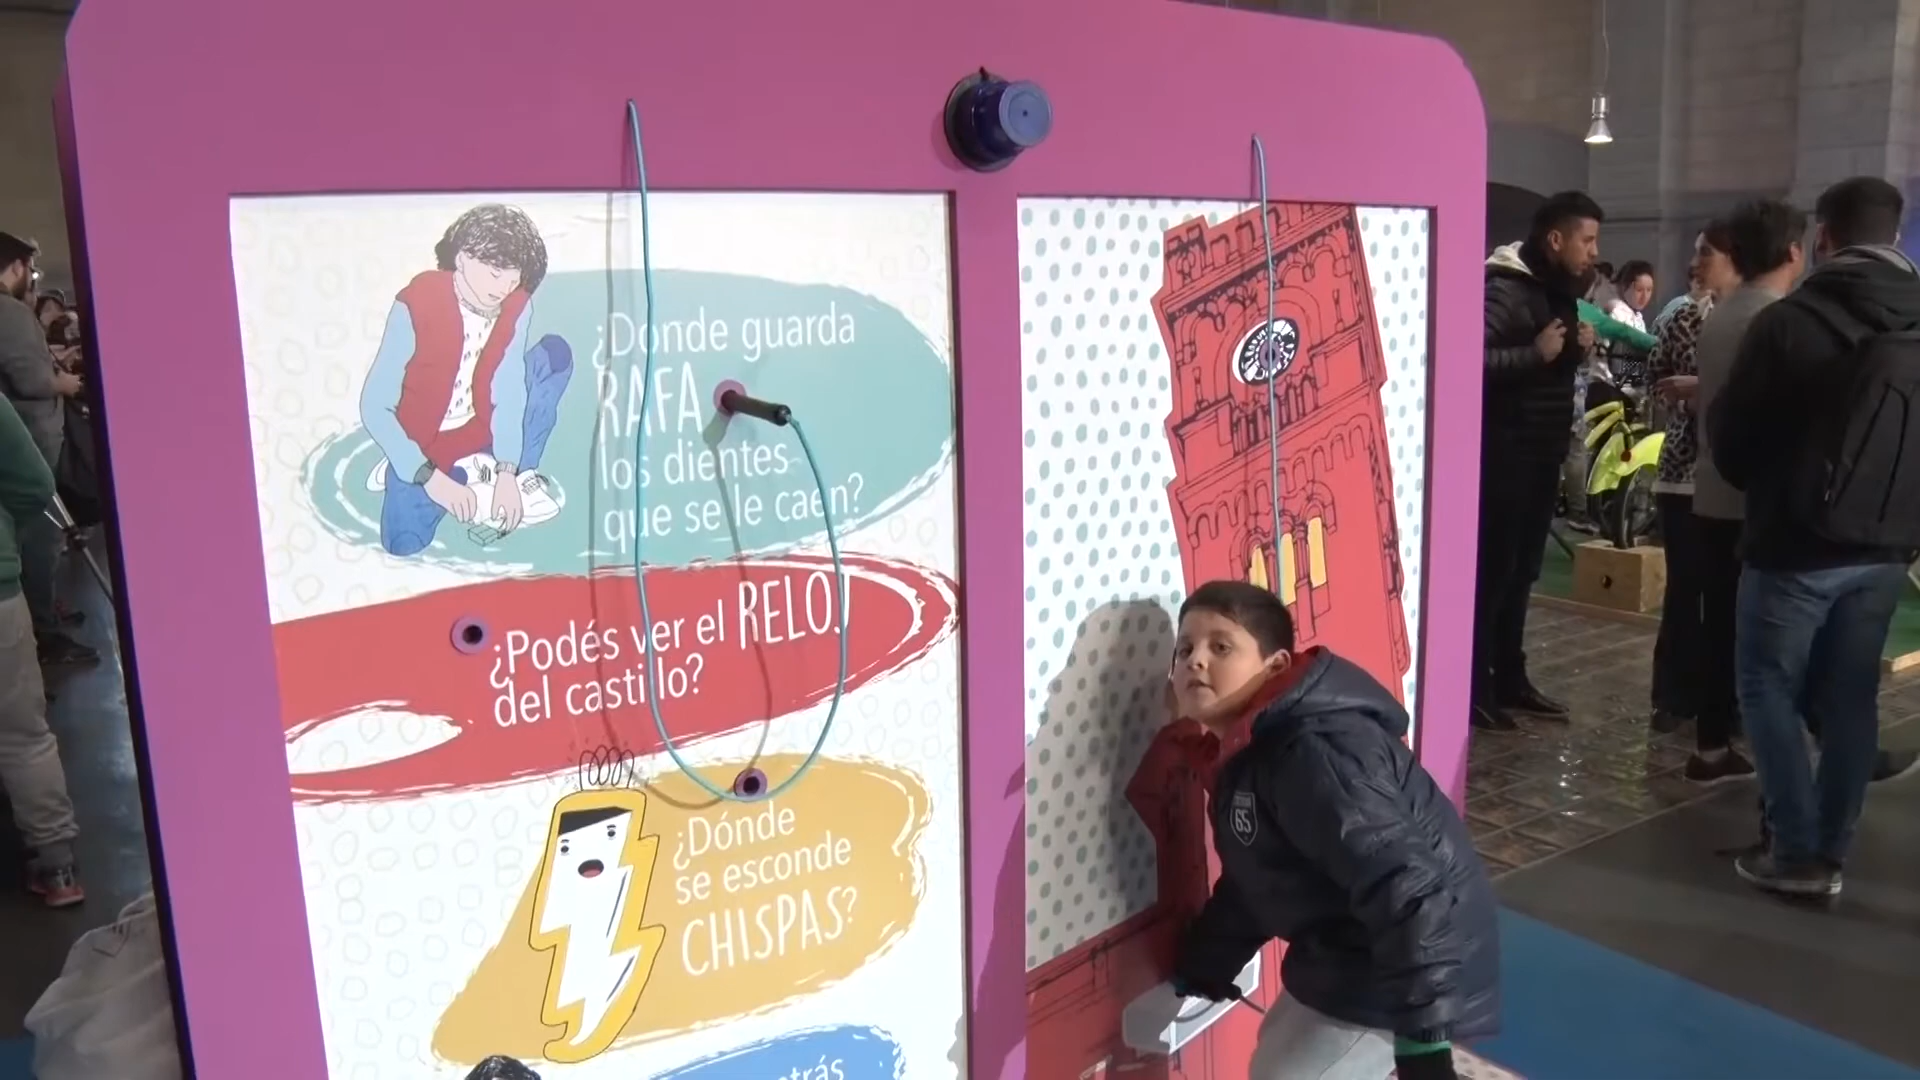 ¿Donde guarda
RAFA
los dientes
que se le caen?
¿Podés ver el RELOJ
del castillo?
¿Dónde
se esconde
CHISPAS?
65